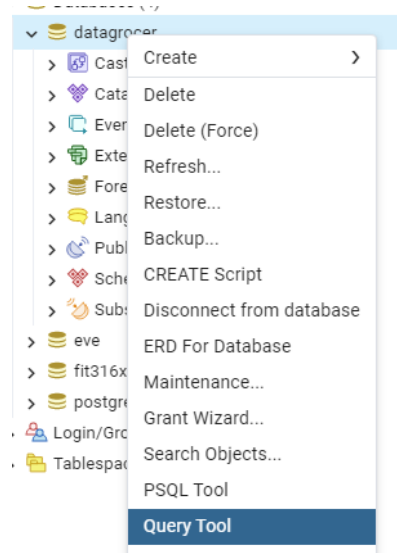 datagrocer
Create
Cast
Delete
Cata
Delete (Force)
Even
Refresh...
Exte
Restore...
Fore
Backup...
Lang
Publ
CREATE Script
Sche
Disconnect from database
Subs
ERD For Database
eve
Maintenance...
fit316x
Grant Wizard...
postgre
Login/Gro
Search Objects...
Tablespac
PSQL Tool
Query Tool